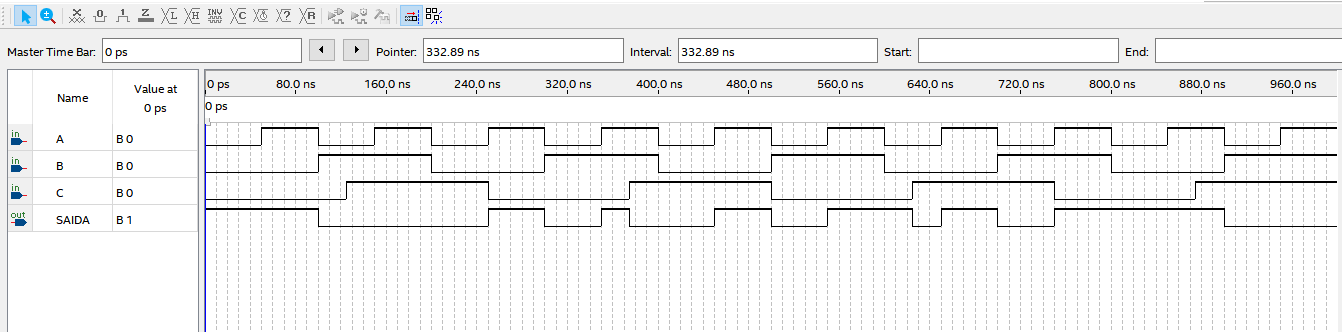 Master Time Bar: 0 ps Pointer: 332.89 ns Interval: 332.89 ns Start: End:
Name Value at 0 ps
0 ps 80.0 ns 160.0 ns 240.0 ns 320.0 ns 400.0 ns 480.0 ns 560.0 ns 640.0 ns 720.0 ns 800.0 ns 880.0 ns 960.0 ns
0 ps
in A B 0
in B B 0
in C B 0
out SAIDA B 1